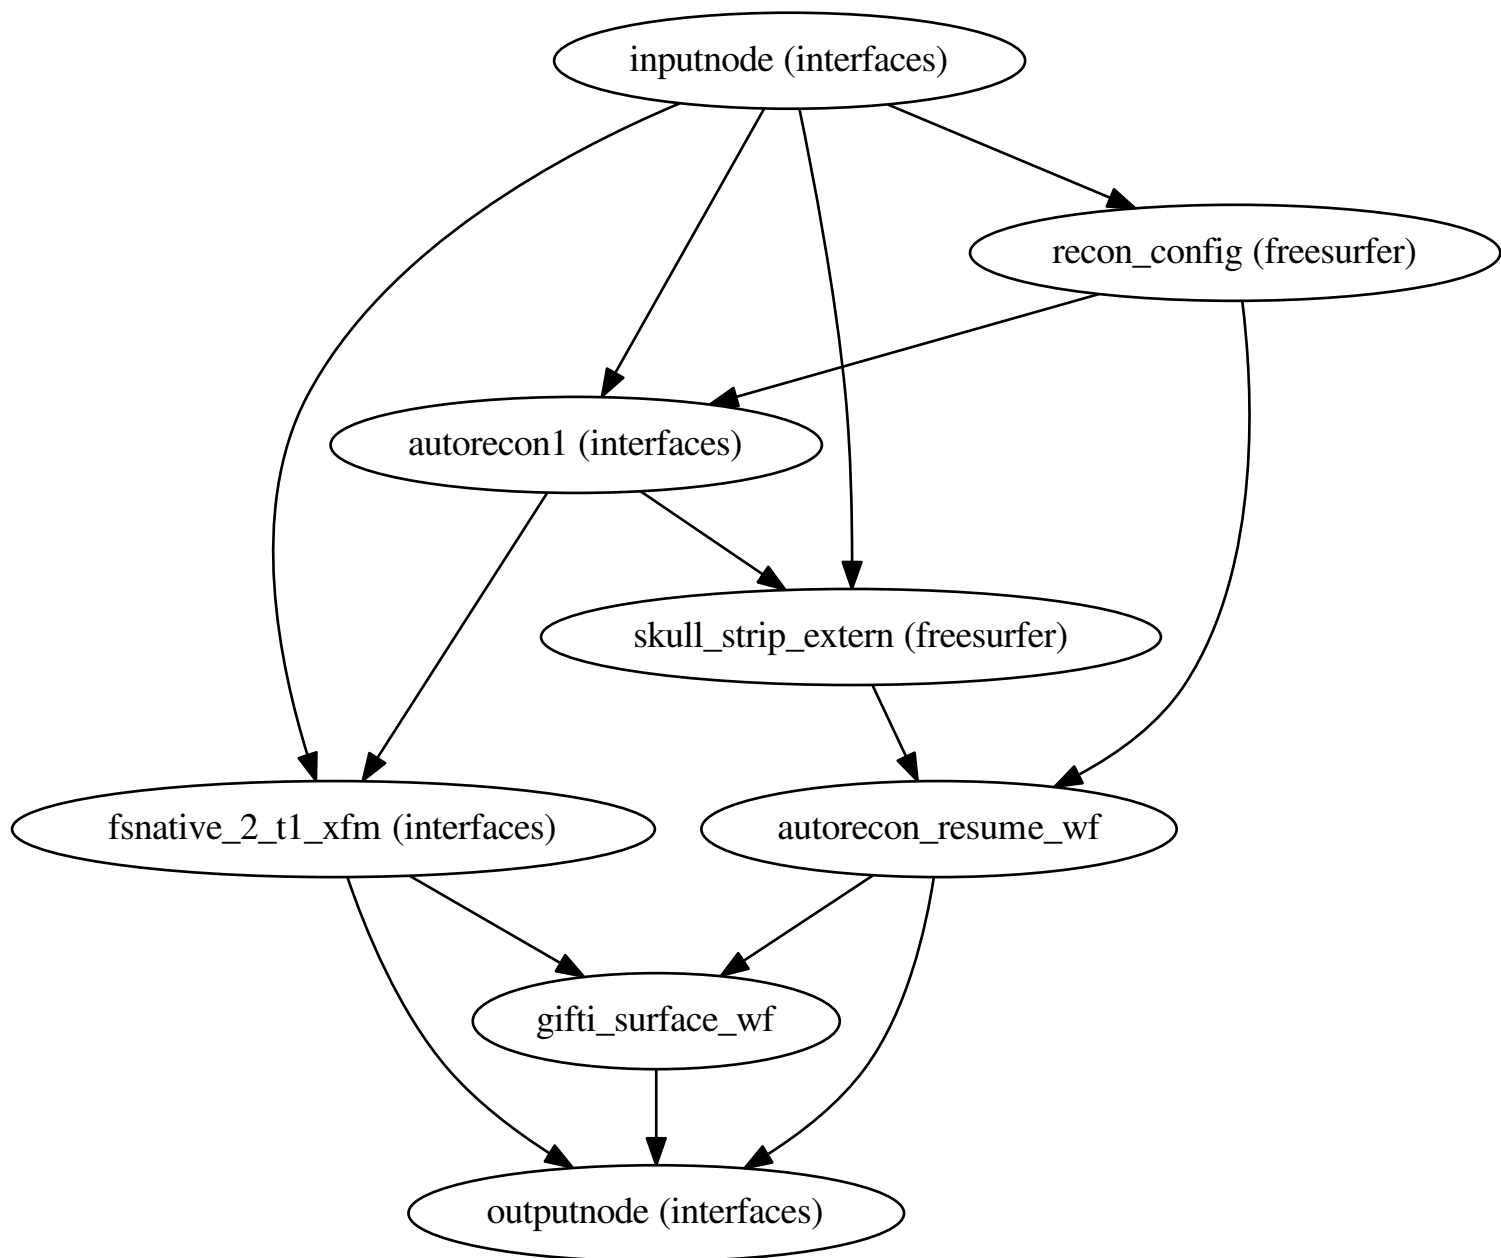 inputnode (interfaces)
recon_config (freesurfer)
autorecon1 (interfaces)
skull_strip_extern (freesurfer)
fsnative_2_t1_xfm (interfaces)
autorecon_resume_wf
gifti_surface_wf
outputnode (interfaces)